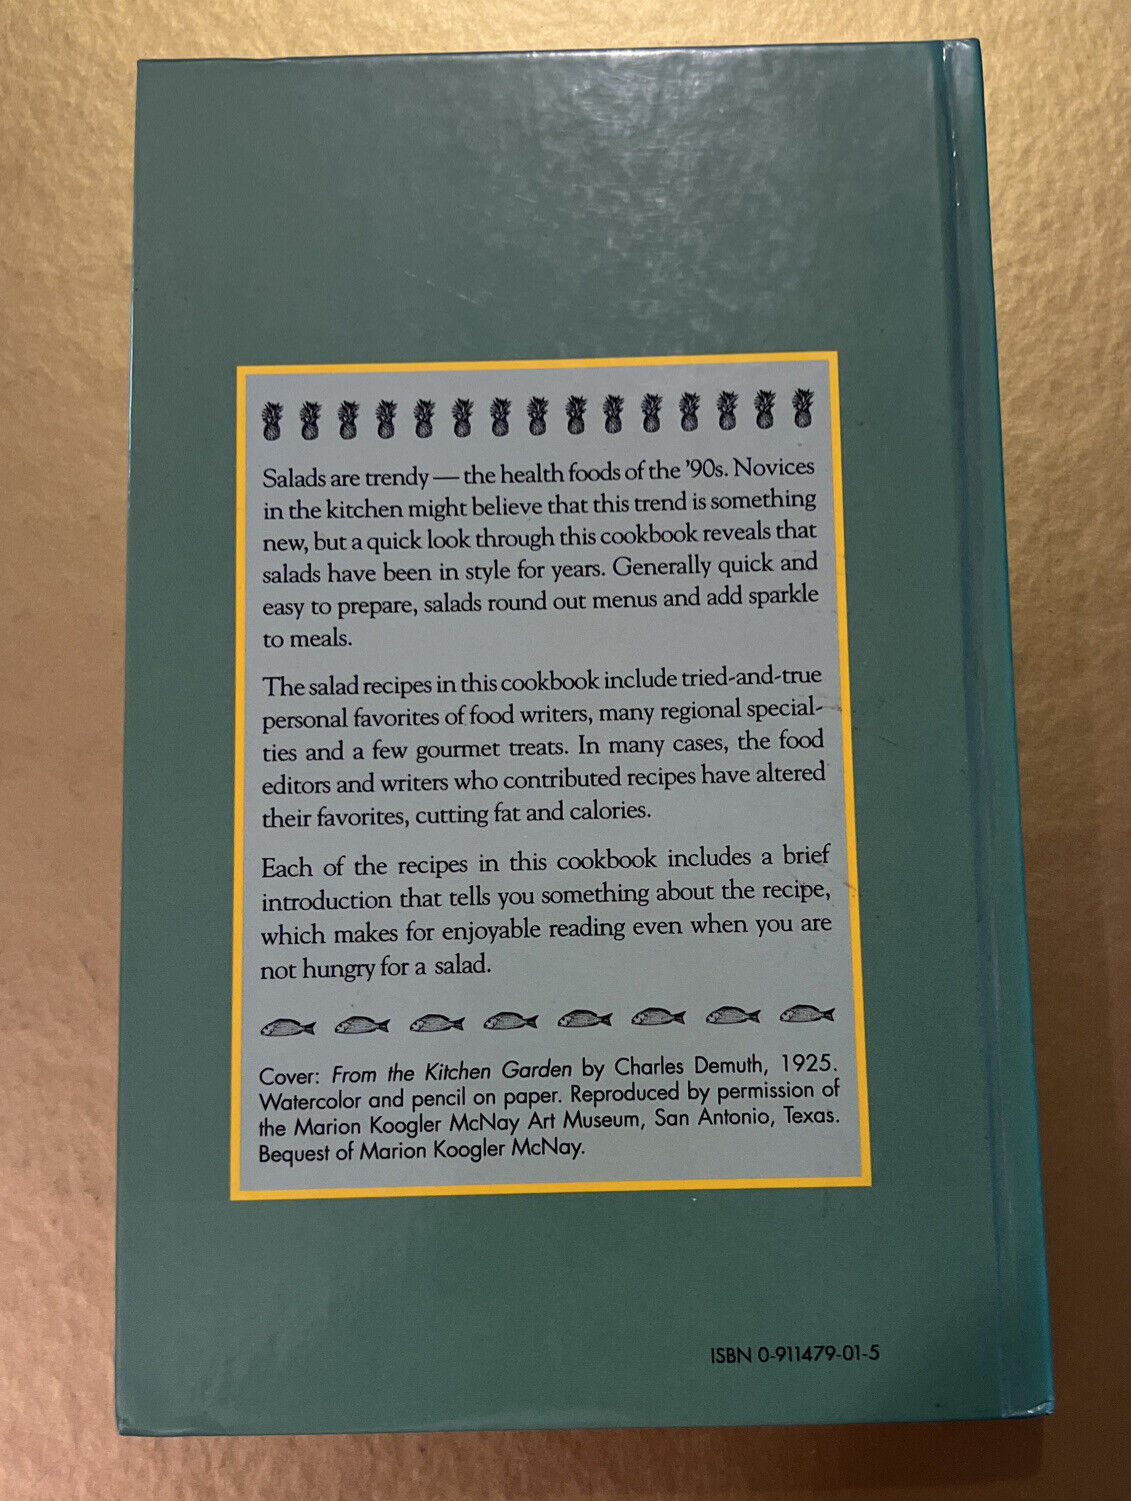 Salads are trendy — the health foods of the '90s. Novices
in the kitchen might believe that this trend is something
new, but a quick look through this cookbook reveals that
salads have been in style for years. Generally quick and
easy to prepare, salads round out menus and add sparkle
to meals.
The salad recipes in this cookbook include tried-and-true
personal favorites of food writers, many regional special-
ties and a few gourmet treats. In many cases, the food
editors and writers who contributed recipes have altered
their favorites, cutting fat and calories.
Each of the recipes in this cookbook includes a brief
introduction that tells you something about the recipe,
which makes for enjoyable reading even when you are
not hungry for a salad.
Cover: From the Kitchen Garden by Charles Demuth, 1925.
Watercolor and pencil on paper. Reproduced by permission of
the Marion Koogler McNay Art Museum, San Antonio, Texas.
Bequest of Marion Koogler McNay.
ISBN 0-911479-01-5